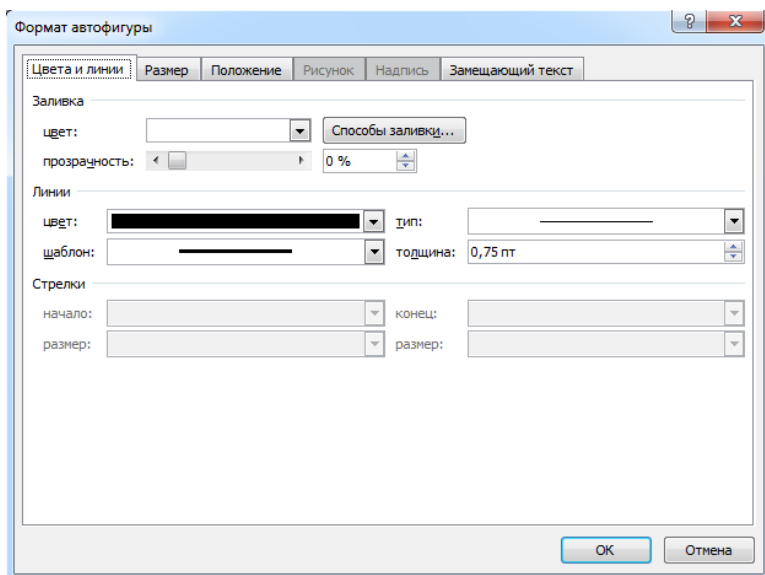 Формат автофигуры
Цвета и линии Размер Положение Рисунок Надпись Замещающий текст
Заливка
цвет: Способы заливки...
прозрачность: 0 %
Линии
цвет: тип:
шаблон: толщина: 0,75 пт
Стрелки
начало: конец:
размер: размер:
ОК Отмена